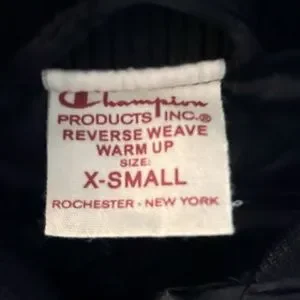 Champion
PRODUCTS INC.®
REVERSE WEAVE
WARM UP
SIZE:
X-SMALL
ROCHESTER - NEW YORK